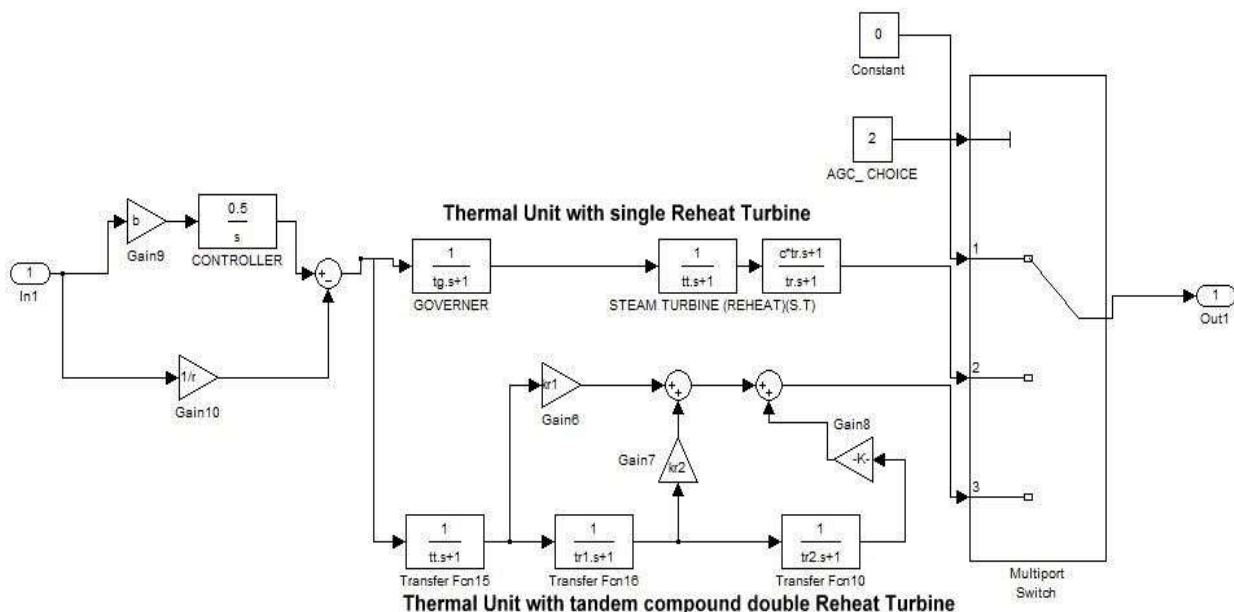 0
Constant
2
AGC_ CHOICE
Thermal Unit with single Reheat Turbine
b
Gain9
0.5
s
CONTROLLER
1
In1
+
−
1
tg.s+1
GOVERNER
1
tt.s+1
c*tr.s+1
tr.s+1
STEAM TURBINE (REHEAT)(S.T)
1
2
3
1
Out1
1/r
Gain10
kr1
Gain6
+
+
+
+
Gain7
kr2
Gain8
-K-
1
tt.s+1
Transfer Fcn15
1
tr1.s+1
Transfer Fcn16
1
tr2.s+1
Transfer Fcn10
Multiport
Switch
Thermal Unit with tandem compound double Reheat Turbine